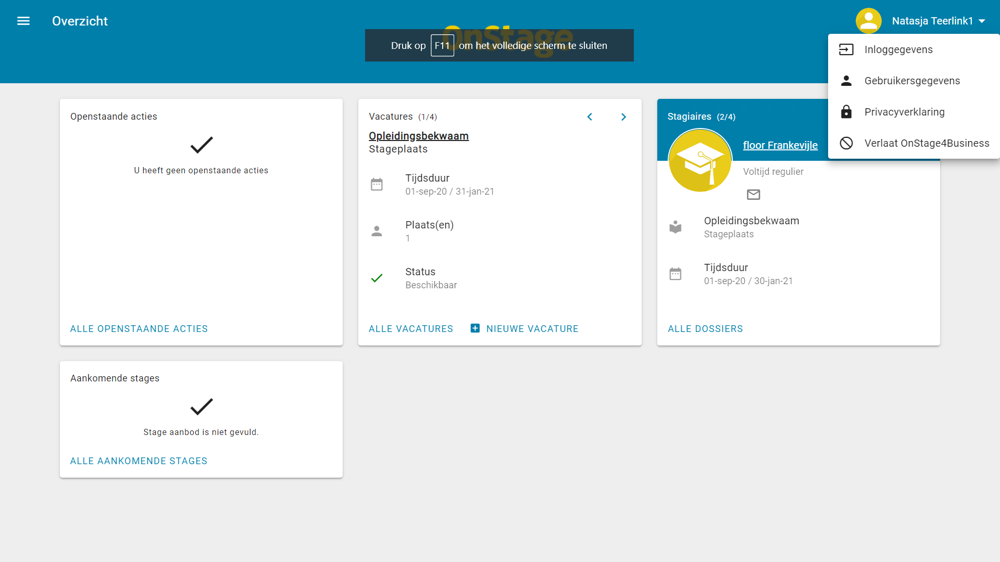 Overzicht
OnStage
Druk op F11 om het volledige scherm te sluiten
Natasja Teerlink1
Inloggegevens
Gebruikersgegevens
Privacyverklaring
Verlaat OnStage4Business
Openstaande acties
U heeft geen openstaande acties
ALLE OPENSTAANDE ACTIES
Vacatures (1/4)
Opleidingsbekwaam
Stageplaats
Tijdsduur
01-sep-20 / 31-jan-21
Plaats(en)
1
Status
Beschikbaar
ALLE VACATURES
NIEUWE VACATURE
Stagiaires (2/4)
floor Frankevijle
Voltijd regulier
Opleidingsbekwaam
Stageplaats
Tijdsduur
01-sep-20 / 30-jan-21
ALLE DOSSIERS
Aankomende stages
Stage aanbod is niet gevuld.
ALLE AANKOMENDE STAGES